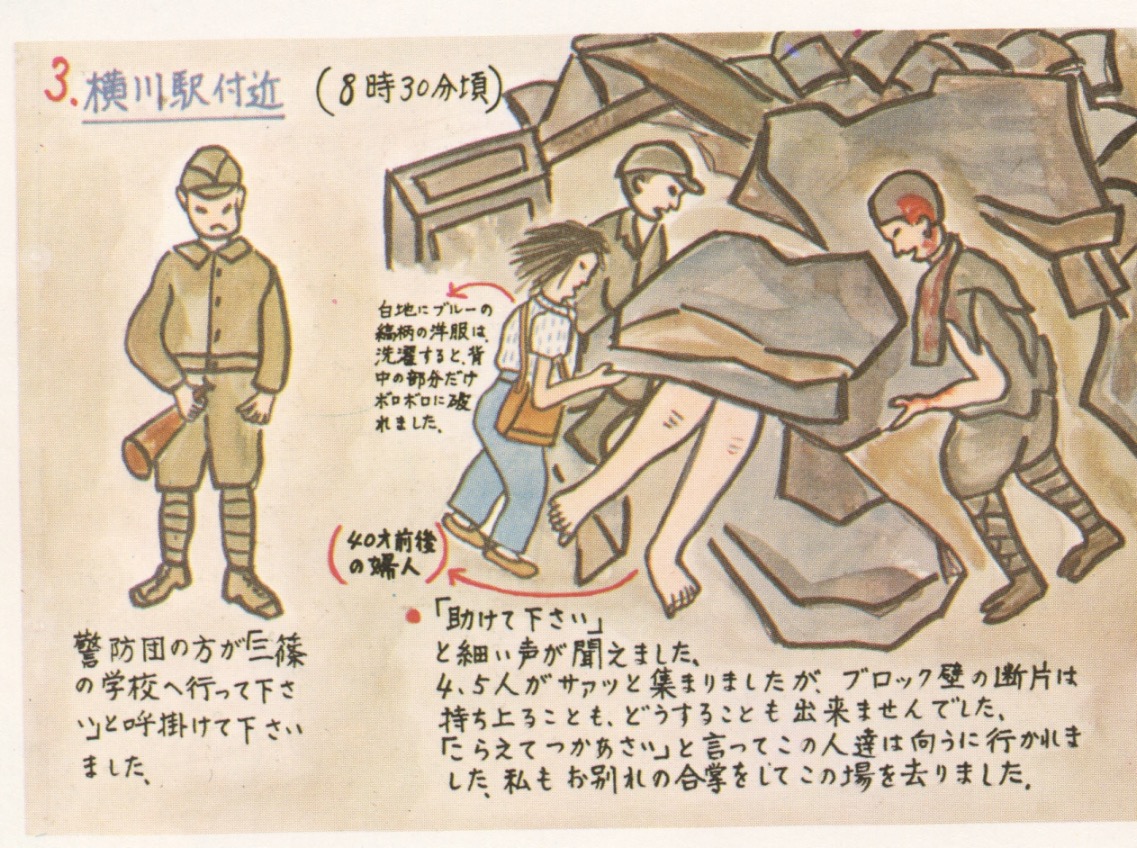 3.横川駅付近 (8時30分頃)
白地にブルーの
縞柄の洋服は、
洗濯すると、背
中の部分だけ
ボロボロに破
れました。
(40才前後
の婦人)
警防団の方が「三篠
の学校へ行って下さ
い」と呼掛けて下さい
ました。
「助けて下さい」
と細い声が聞えました。
4、5人がサァッと集まりましたが、ブロック壁の断片は
持ち上ることも、どうすることも出来ませんでした。
「こらえてつかあさい」と言ってこの人達は向うに行かれま
した。私もお別れの合掌をしてこの場を去りました。